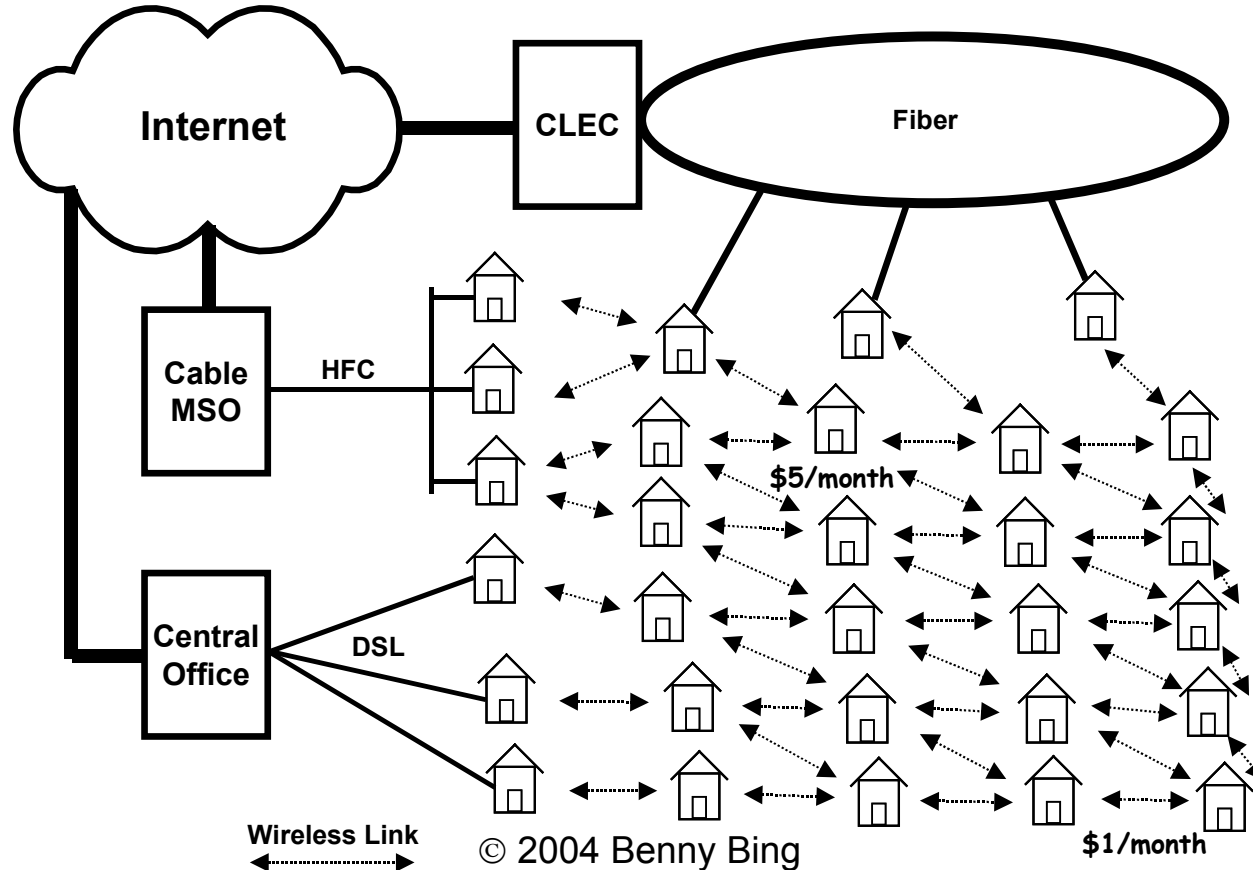 Internet
CLEC
Fiber
Cable
MSO
HFC
$5/month
Central
Office
DSL
Wireless Link
© 2004 Benny Bing
$1/month